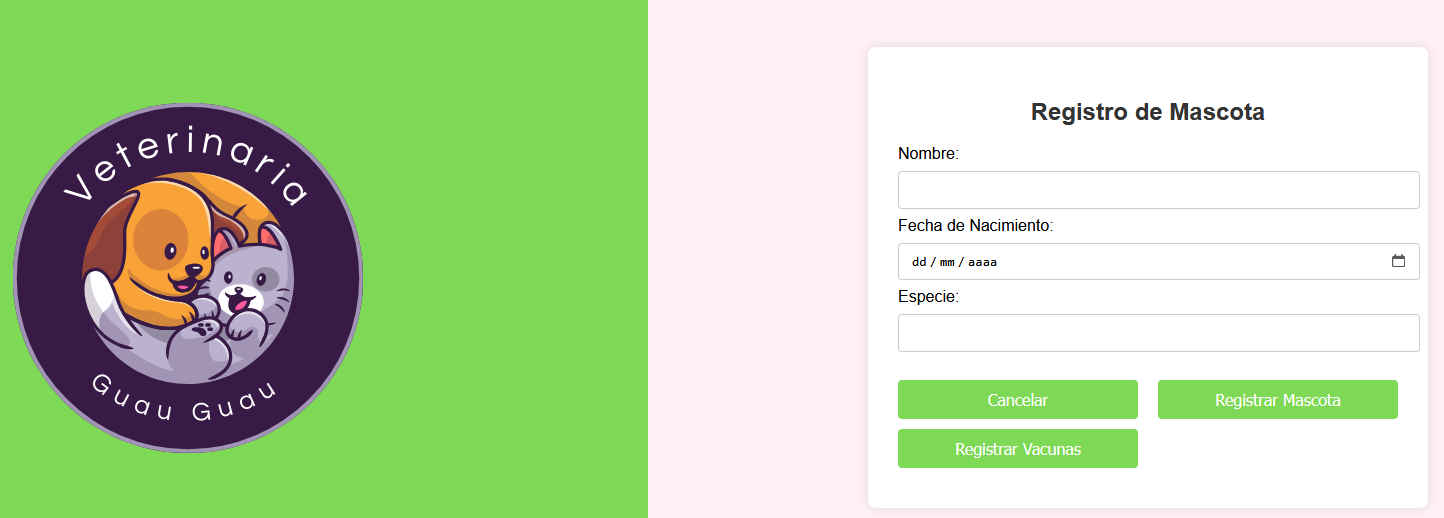 Veterinaria
Guau Guau
Registro de Mascota
Nombre:
Fecha de Nacimiento:
dd / mm / aaaa
Especie:
Cancelar
Registrar Mascota
Registrar Vacunas